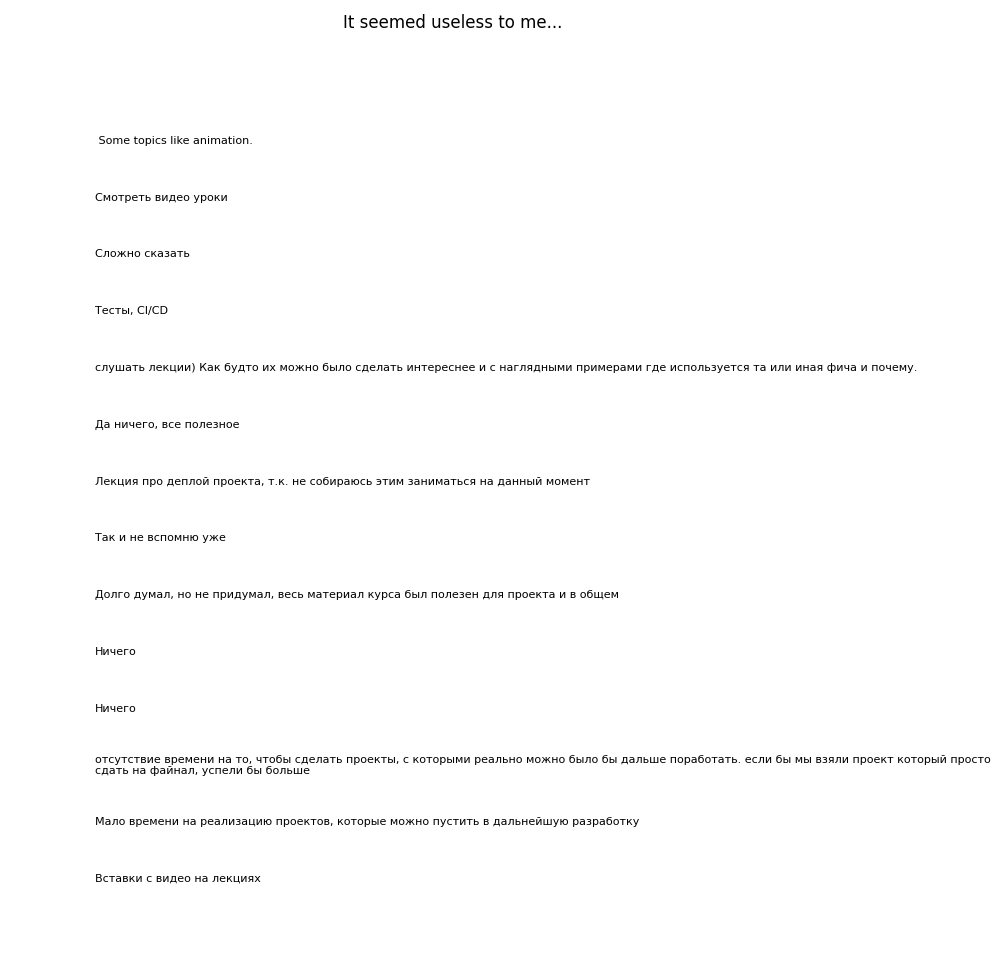 It seemed useless to me...
Some topics like animation.
Смотреть видео уроки
Сложно сказать
Тесты, CI/CD
слушать лекции) Как будто их можно было сделать интереснее и с наглядными примерами где используется та или иная фича и почему.
Да ничего, все полезное
Лекция про деплой проекта, т.к. не собираюсь этим заниматься на данный момент
Так и не вспомню уже
Долго думал, но не придумал, весь материал курса был полезен для проекта и в общем
Ничего
Ничего
отсутствие времени на то, чтобы сделать проекты, с которыми реально можно было бы дальше поработать. если бы мы взяли проект который просто
сдать на файнал, успели бы больше
Мало времени на реализацию проектов, которые можно пустить в дальнейшую разработку
Вставки с видео на лекциях